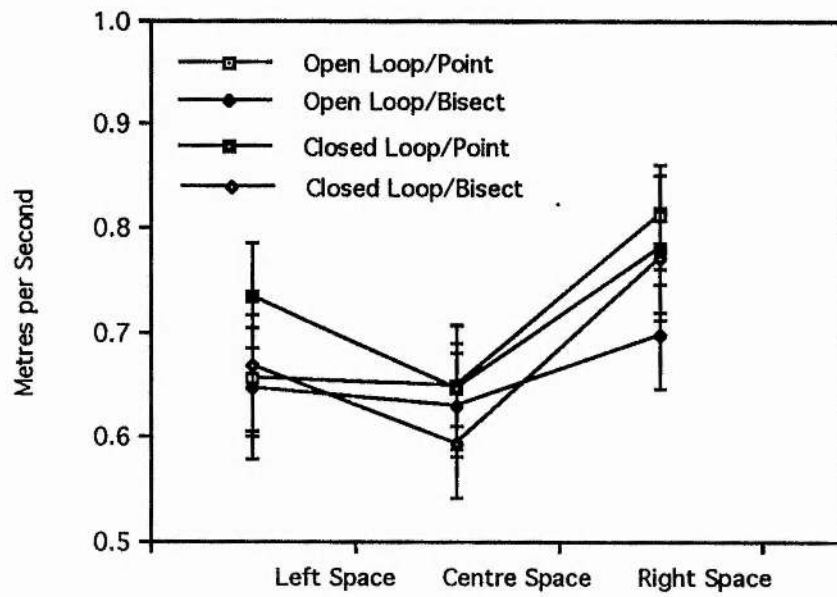 1.0
Open Loop/Point
Open Loop/Bisect
0.9
Closed Loop/Point
Closed Loop/Bisect
0.8
Metres per Second
0.7
0.6
0.5
Left Space Centre Space Right Space